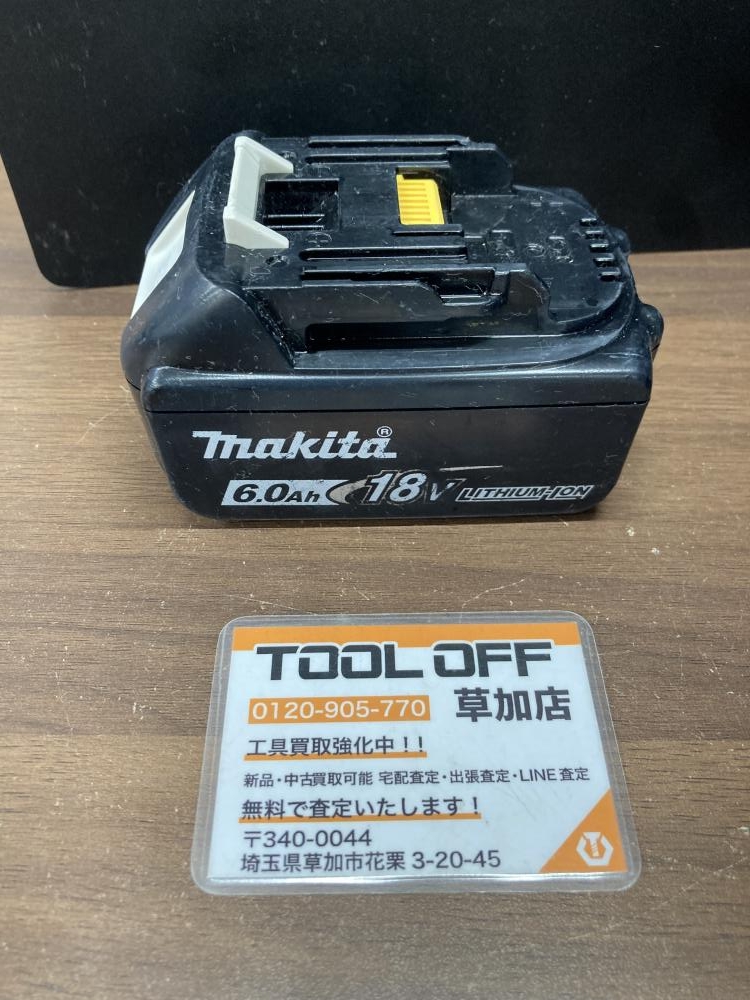 makita®
6.0Ah 18V LITHIUM-ION
TOOL OFF
0120-905-770 草加店
工具買取強化中！！
新品・中古買取可能 宅配査定・出張査定・LINE査定
無料で査定いたします！
〒340-0044
埼玉県草加市花栗3-20-45